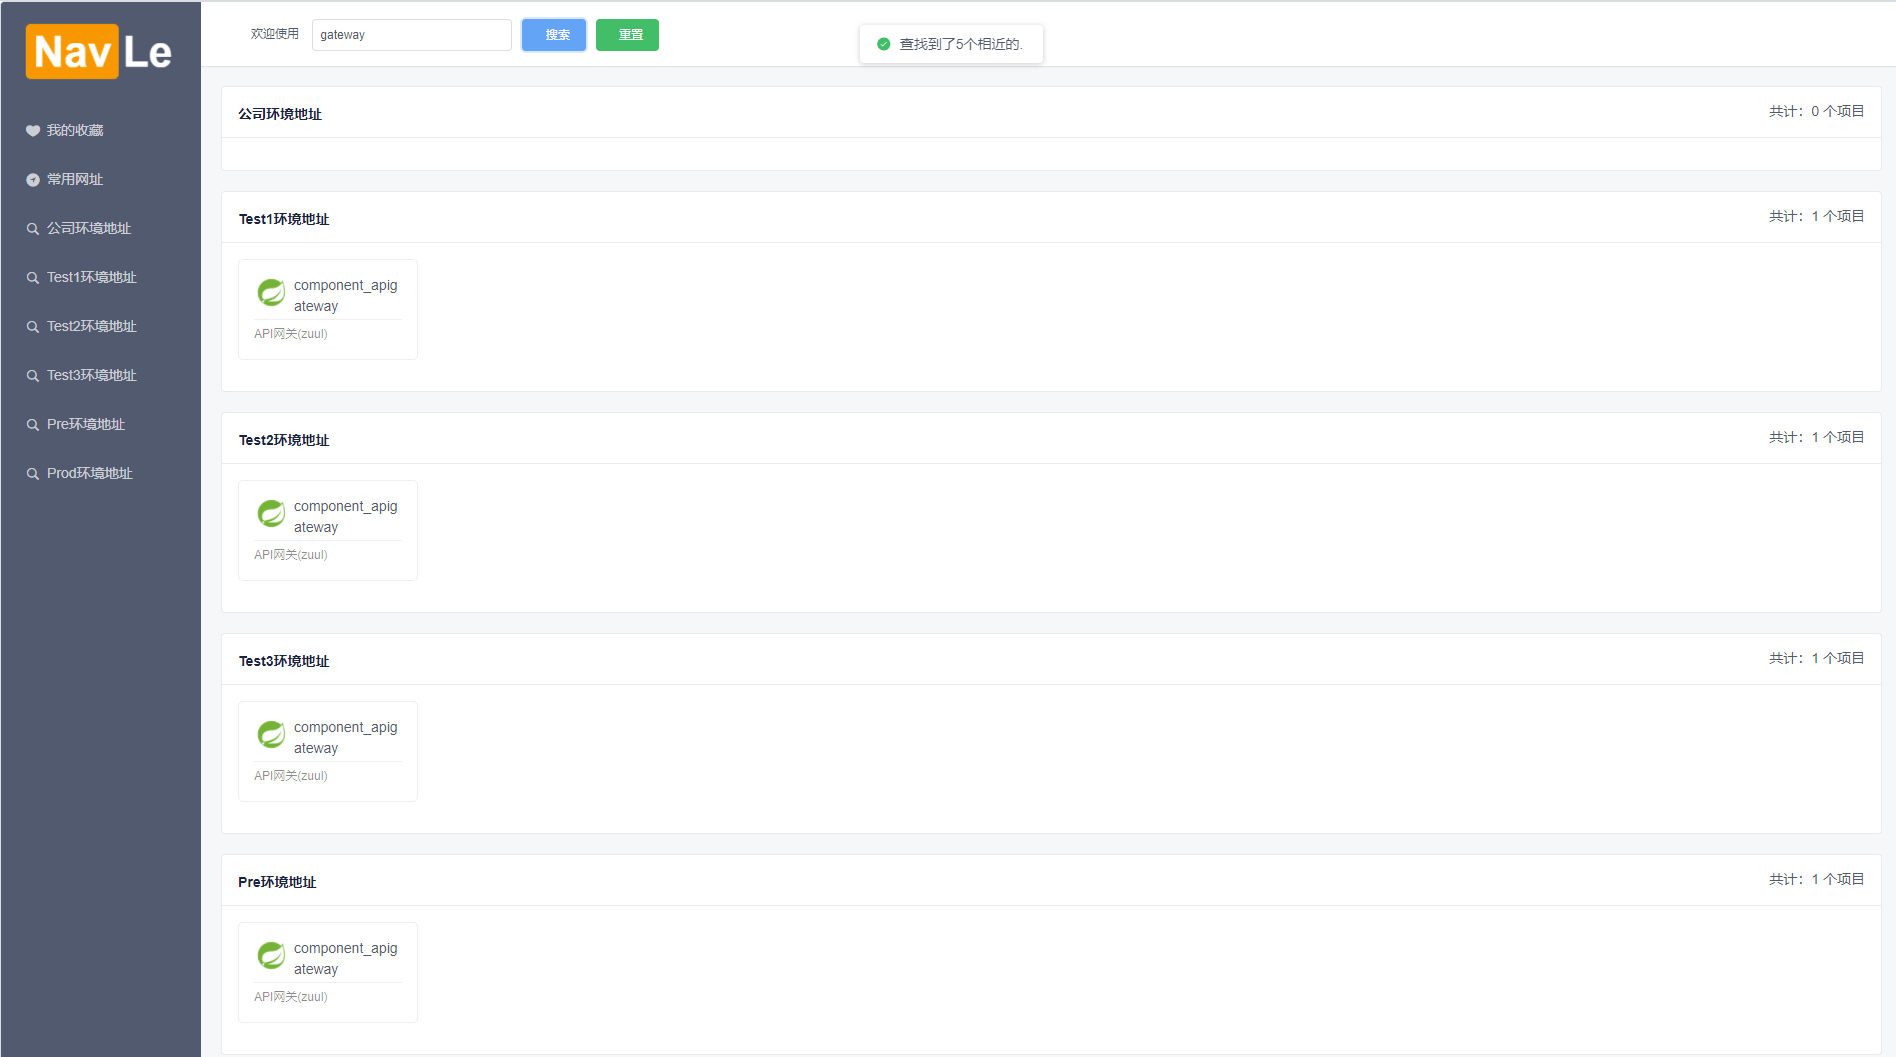 NavLe
我的收藏
常用网址
公司环境地址
Test1环境地址
Test2环境地址
Test3环境地址
Pre环境地址
Prod环境地址
欢迎使用 gateway 搜索 重置
查找到了5个相近的.
公司环境地址 共计：0 个项目
Test1环境地址 共计：1 个项目
component_apig
ateway
API网关(zuul)
Test2环境地址 共计：1 个项目
component_apig
ateway
API网关(zuul)
Test3环境地址 共计：1 个项目
component_apig
ateway
API网关(zuul)
Pre环境地址 共计：1 个项目
component_apig
ateway
API网关(zuul)